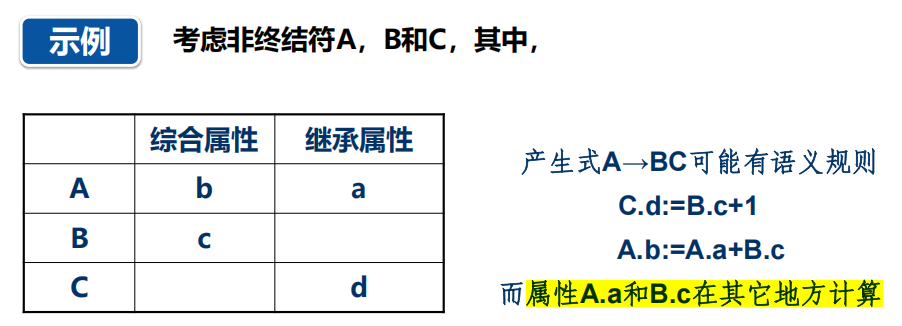 示例
考虑非终结符A，B和C，其中，
综合属性 继承属性
A b a
B c
C d
产生式A→BC可能有语义规则
C.d:=B.c+1
A.b:=A.a+B.c
而属性A.a和B.c在其它地方计算